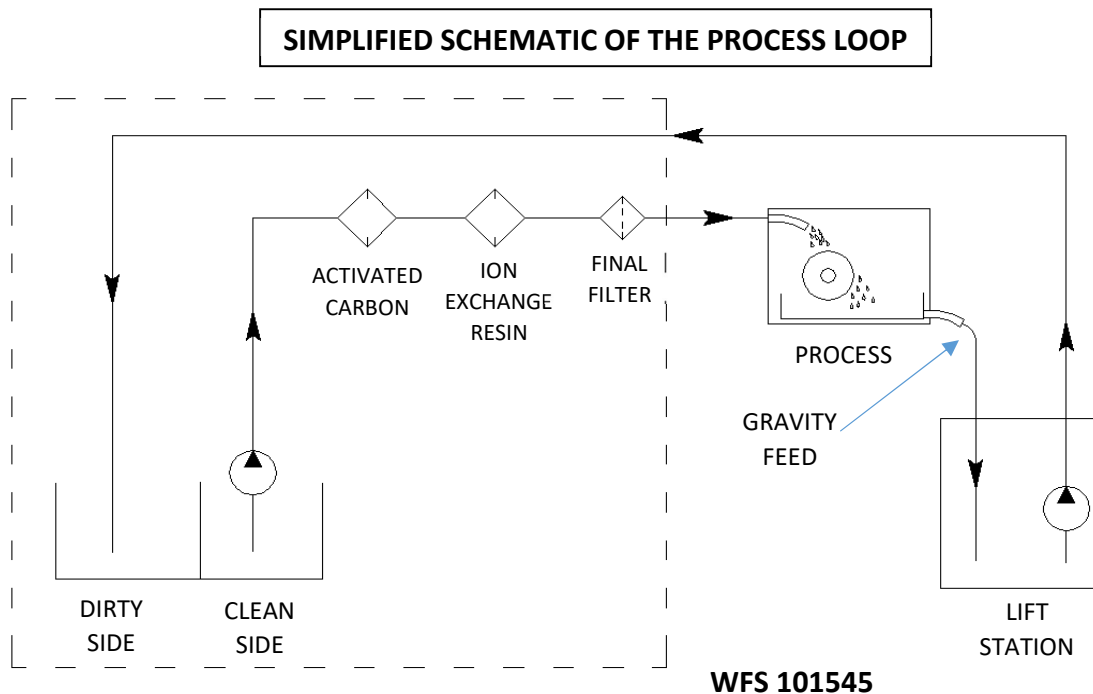 SIMPLIFIED SCHEMATIC OF THE PROCESS LOOP
ACTIVATED
CARBON
ION
EXCHANGE
RESIN
FINAL
FILTER
PROCESS
GRAVITY
FEED
DIRTY
SIDE
CLEAN
SIDE
LIFT
STATION
WFS 101545